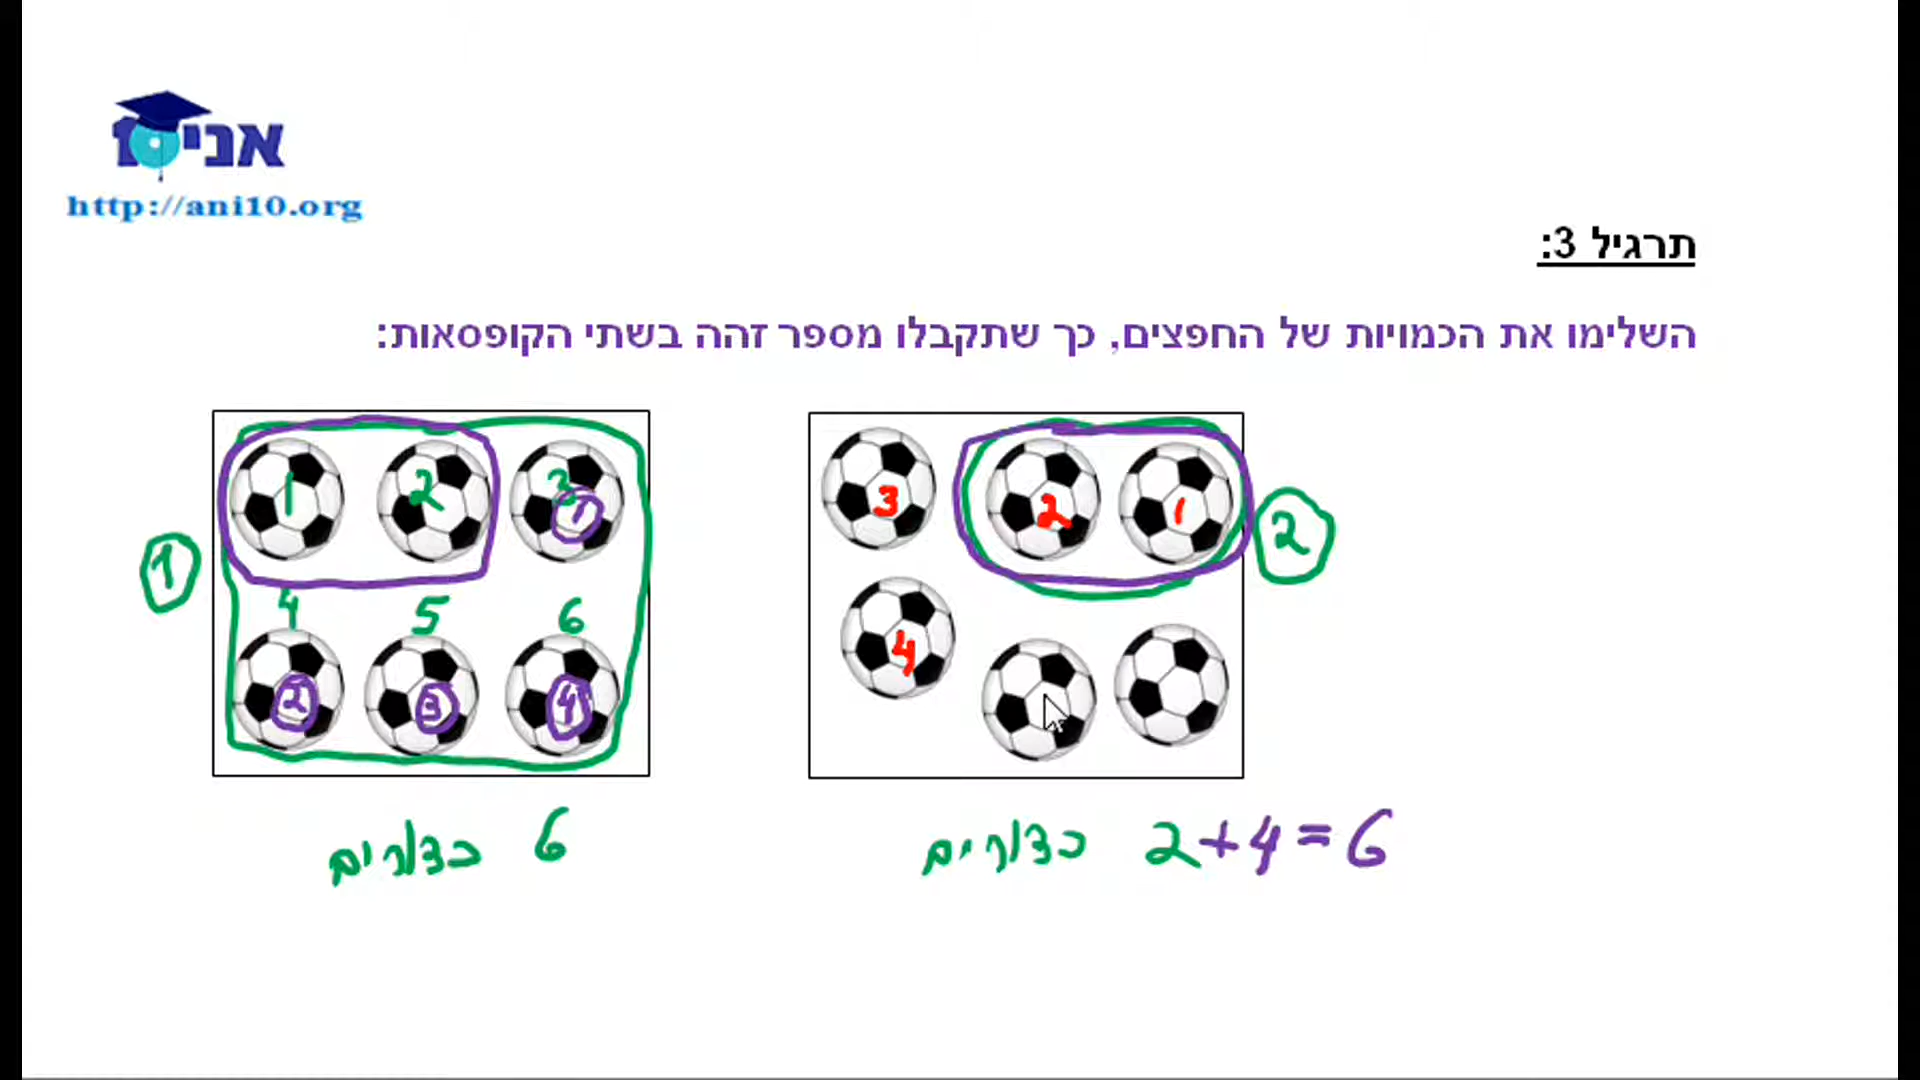 אני10
http://ani10.org
תרגיל 3:
השלימו את הכמויות של החפצים, כך שתקבלו מספר זהה בשתי הקופסאות:
1 2 3 1
3 2 1
1
2
4 5 6
2 3 4
4
6 כדורים
2+4=6 כדורים